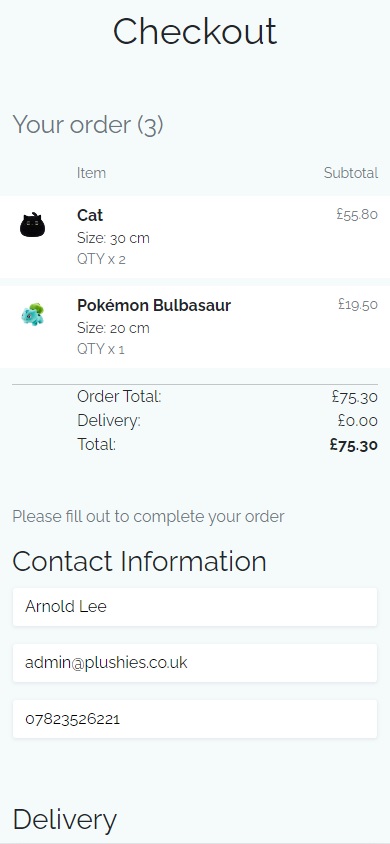 Checkout
Your order (3)
Item Subtotal
Cat £55.80
Size: 30 cm
QTY x 2
Pokémon Bulbasaur £19.50
Size: 20 cm
QTY x 1
Order Total: £75.30
Delivery: £0.00
Total: £75.30
Please fill out to complete your order
Contact Information
Arnold Lee
admin@plushies.co.uk
07823526221
Delivery